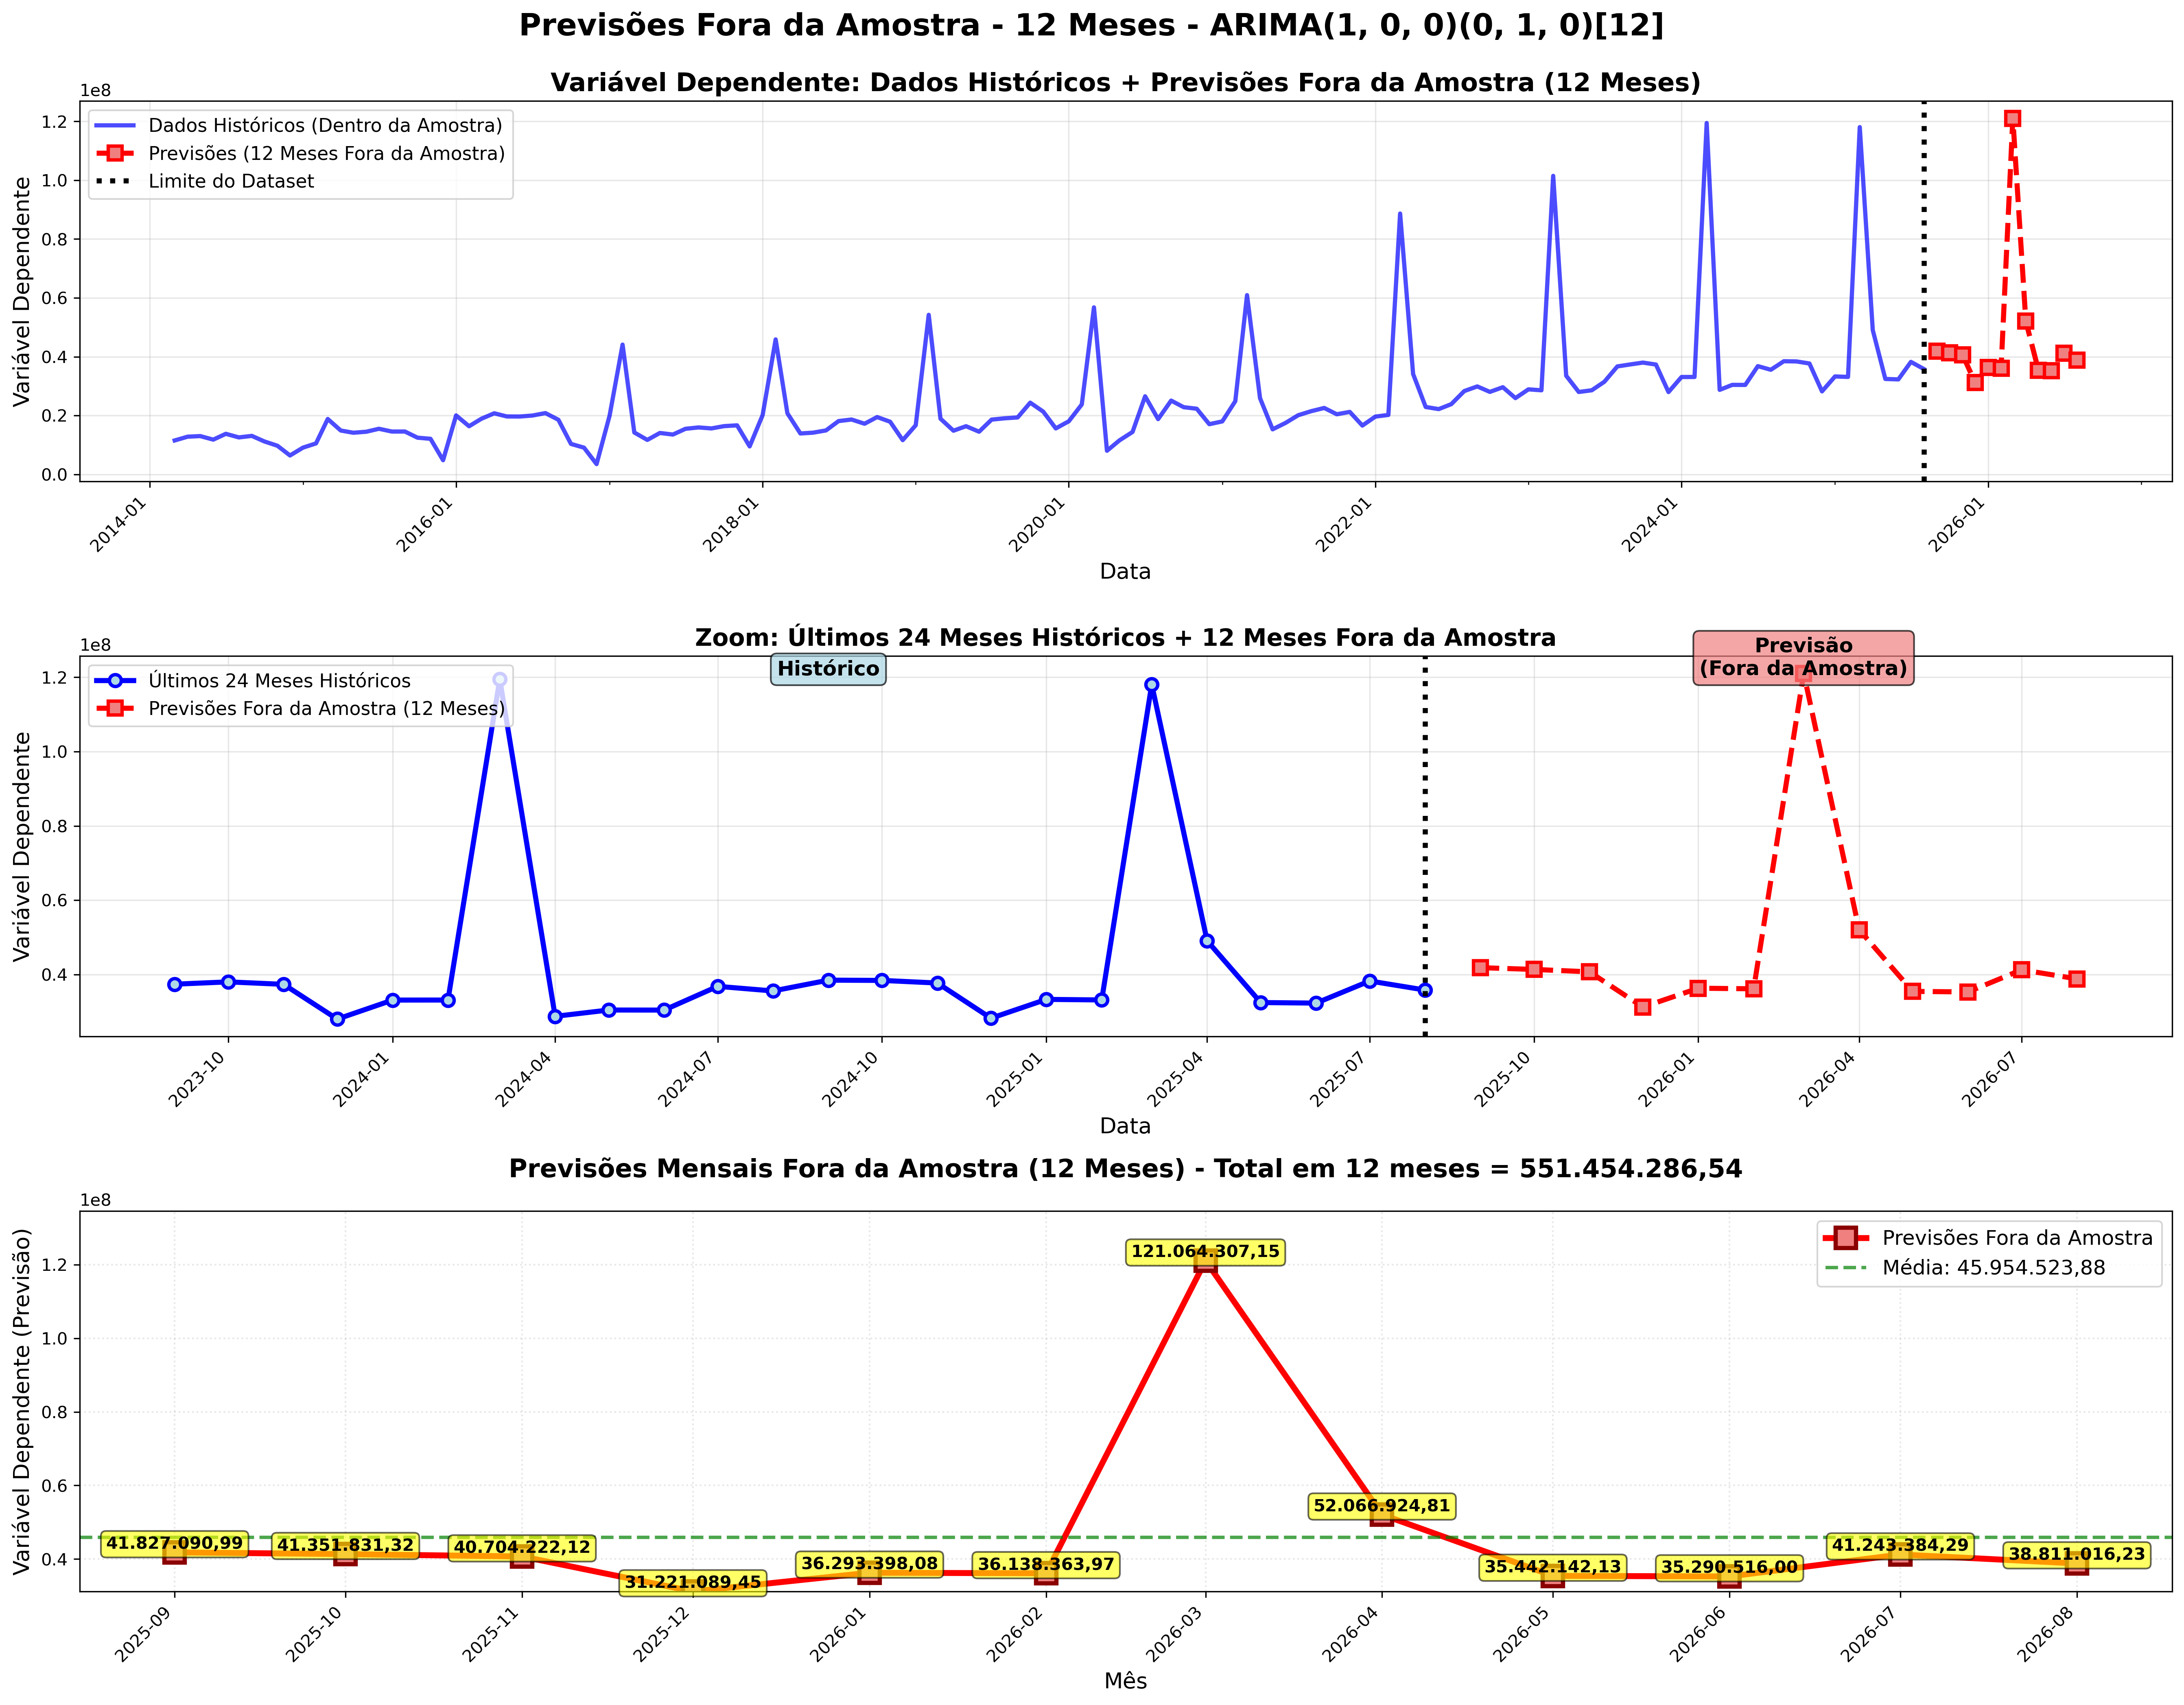 Previsões Fora da Amostra - 12 Meses - ARIMA(1, 0, 0)(0, 1, 0)[12]
Variável Dependente: Dados Históricos + Previsões Fora da Amostra (12 Meses)
1e8
Dados Históricos (Dentro da Amostra)
Previsões (12 Meses Fora da Amostra)
Limite do Dataset
Variável Dependente
1.2
1.0
0.8
0.6
0.4
0.2
0.0
2014-01
2016-01
2018-01
2020-01
2022-01
2024-01
2026-01
Data
Zoom: Últimos 24 Meses Históricos + 12 Meses Fora da Amostra
1e8
Últimos 24 Meses Históricos
Previsões Fora da Amostra (12 Meses)
Histórico
Previsão
(Fora da Amostra)
Variável Dependente
1.2
1.0
0.8
0.6
0.4
2023-10
2024-01
2024-04
2024-07
2024-10
2025-01
2025-04
2025-07
2025-10
2026-01
2026-04
2026-07
Data
Previsões Mensais Fora da Amostra (12 Meses) - Total em 12 meses = 551.454.286,54
1e8
Previsões Fora da Amostra
Média: 45.954.523,88
Variável Dependente (Previsão)
1.2
1.0
0.8
0.6
0.4
41.827.090,99
41.351.831,32
40.704.222,12
31.221.089,45
36.293.398,08
36.138.363,97
121.064.307,15
52.066.924,81
35.442.142,13
35.290.516,00
41.243.384,29
38.811.016,23
2025-09
2025-10
2025-11
2025-12
2026-01
2026-02
2026-03
2026-04
2026-05
2026-06
2026-07
2026-08
Mês